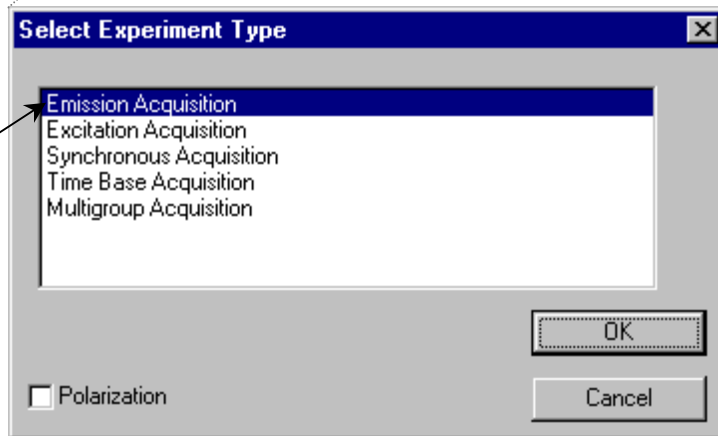 Select Experiment Type
Emission Acquisition
Excitation Acquisition
Synchronous Acquisition
Time Base Acquisition
Multigroup Acquisition
OK
Polarization
Cancel